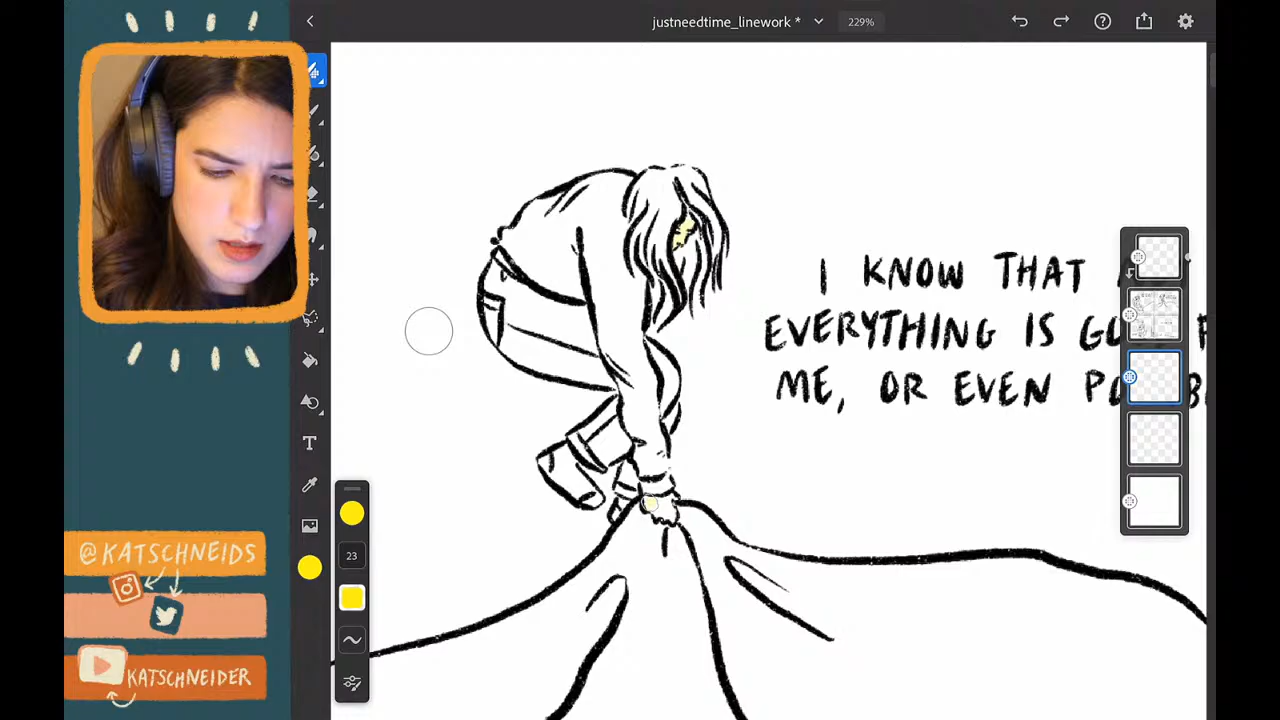 justneedtime_linework *
229%
I KNOW THAT
EVERYTHING IS
ME, OR EVEN
T
23
@KATSCHNEIDS
KATSCHNEIDER